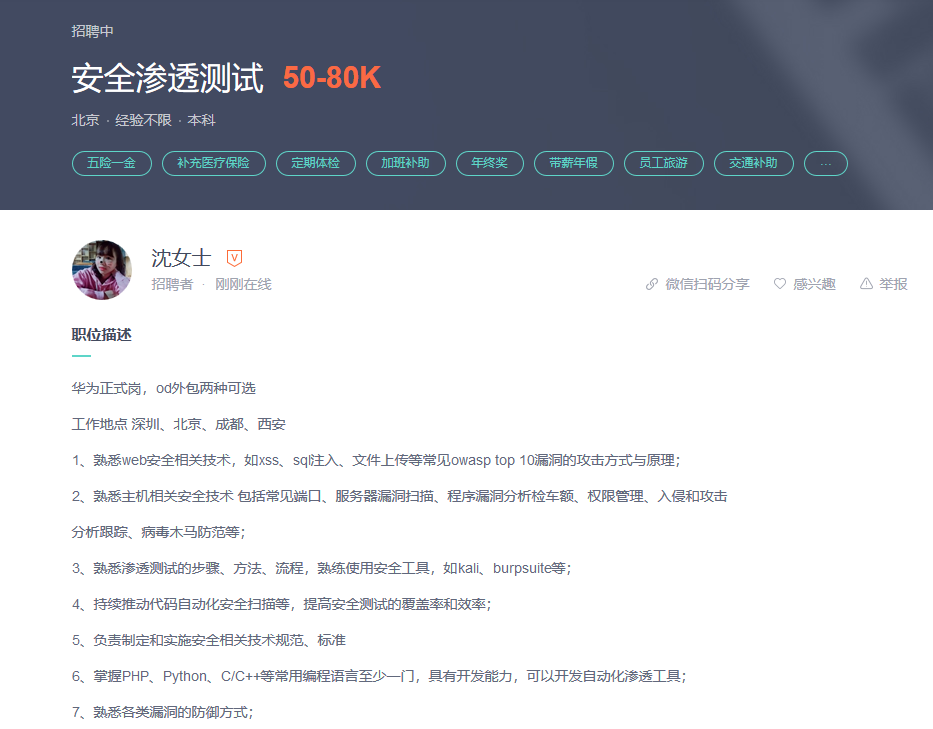 招聘中
安全渗透测试 50-80K
北京 · 经验不限 · 本科
五险一金 补充医疗保险 定期体检 加班补助 年终奖 带薪年假 员工旅游 交通补助 ...
沈女士 V
招聘者 · 刚刚在线 微信扫码分享 感兴趣 举报
职位描述
华为正式岗，od外包两种可选
工作地点 深圳、北京、成都、西安
1、熟悉web安全相关技术，如xss、sql注入、文件上传等常见owasp top 10漏洞的攻击方式与原理；
2、熟悉主机相关安全技术 包括常见端口、服务器漏洞扫描、程序漏洞分析检车额、权限管理、入侵和攻击
分析跟踪、病毒木马防范等；
3、熟悉渗透测试的步骤、方法、流程，熟练使用安全工具，如kali、burpsuite等；
4、持续推动代码自动化安全扫描等，提高安全测试的覆盖率和效率；
5、负责制定和实施安全相关技术规范、标准
6、掌握PHP、Python、C/C++等常用编程语言至少一门，具有开发能力，可以开发自动化渗透工具；
7、熟悉各类漏洞的防御方式；